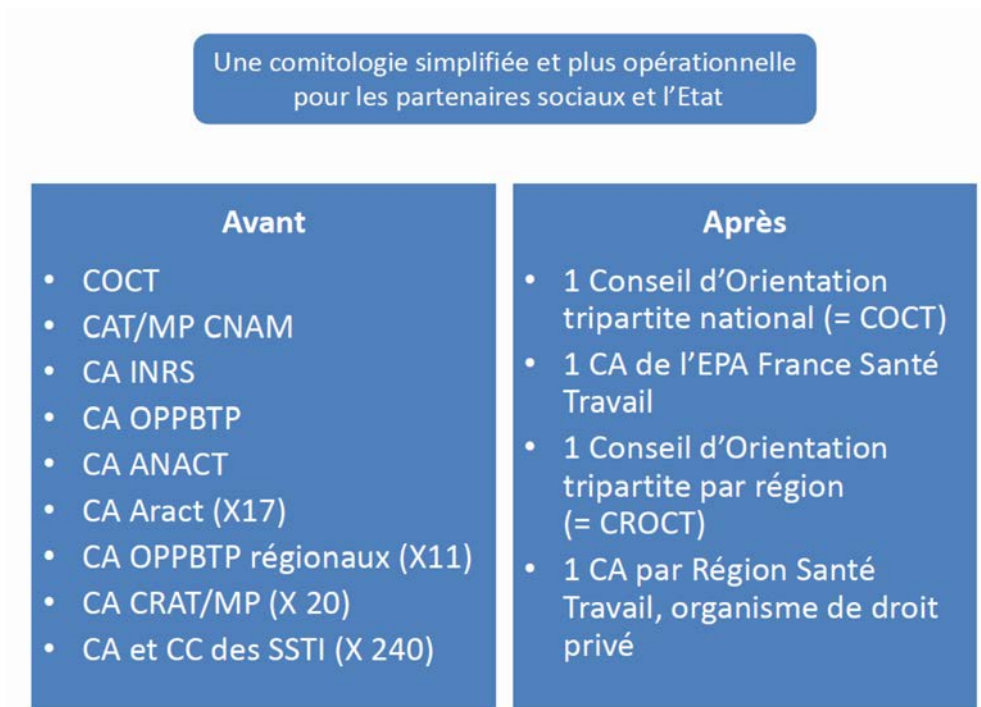 Une comitologie simplifiée et plus opérationnelle
pour les partenaires sociaux et l'Etat
Avant
• COCT
• CAT/MP CNAM
• CA INRS
• CA OPPBTP
• CA ANACT
• CA Aract (X17)
• CA OPPBTP régionaux (X11)
• CA CRAT/MP (X 20)
• CA et CC des SSTI (X 240)
Après
• 1 Conseil d'Orientation
tripartite national (= COCT)
• 1 CA de l'EPA France Santé
Travail
• 1 Conseil d'Orientation
tripartite par région
(= CROCT)
• 1 CA par Région Santé
Travail, organisme de droit
privé